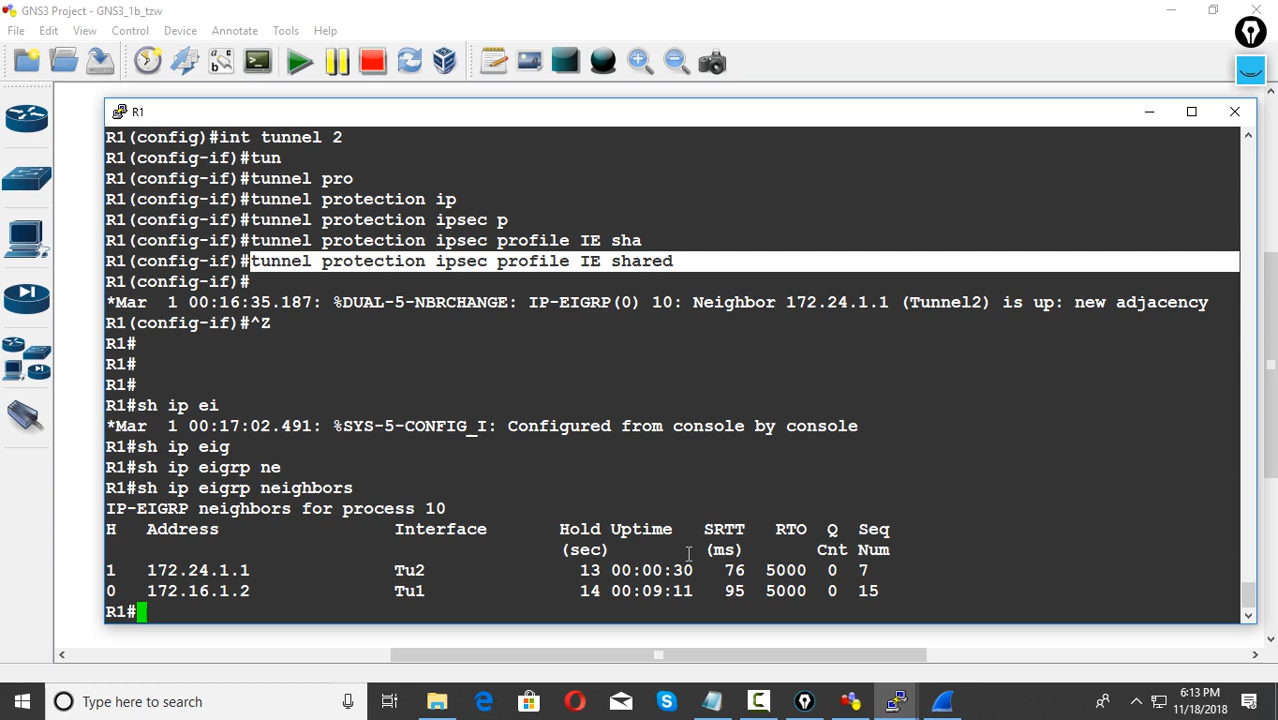 GNS3 Project - GNS3_1b_tzw
File Edit View Control Device Annotate Tools Help
R1
R1(config)#int tunnel 2
R1(config-if)#tun
R1(config-if)#tunnel pro
R1(config-if)#tunnel protection ip
R1(config-if)#tunnel protection ipsec p
R1(config-if)#tunnel protection ipsec profile IE sha
R1(config-if)#tunnel protection ipsec profile IE shared
R1(config-if)#
*Mar 1 00:16:35.187: %DUAL-5-NBRCHANGE: IP-EIGRP(0) 10: Neighbor 172.24.1.1 (Tunnel2) is up: new adjacency
R1(config-if)#^Z
R1#
R1#
R1#
R1#sh ip ei
*Mar 1 00:17:02.491: %SYS-5-CONFIG_I: Configured from console by console
R1#sh ip eig
R1#sh ip eigrp ne
R1#sh ip eigrp neighbors
IP-EIGRP neighbors for process 10
H Address Interface Hold Uptime SRTT RTO Q Seq
(sec) (ms) Cnt Num
1 172.24.1.1 Tu2 13 00:00:30 76 5000 0 7
0 172.16.1.2 Tu1 14 00:09:11 95 5000 0 15
R1#
Type here to search
6:13 PM
11/18/2018